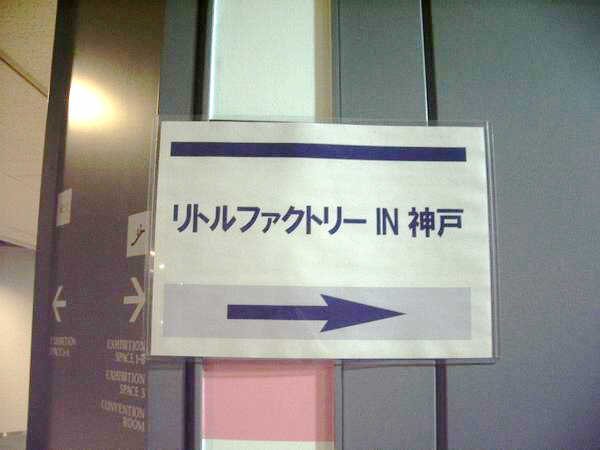 リトルファクトリー IN 神戸
EXHIBITION
SPACE 1-B
EXHIBITION
SPACE 3
CONVENTION
ROOM